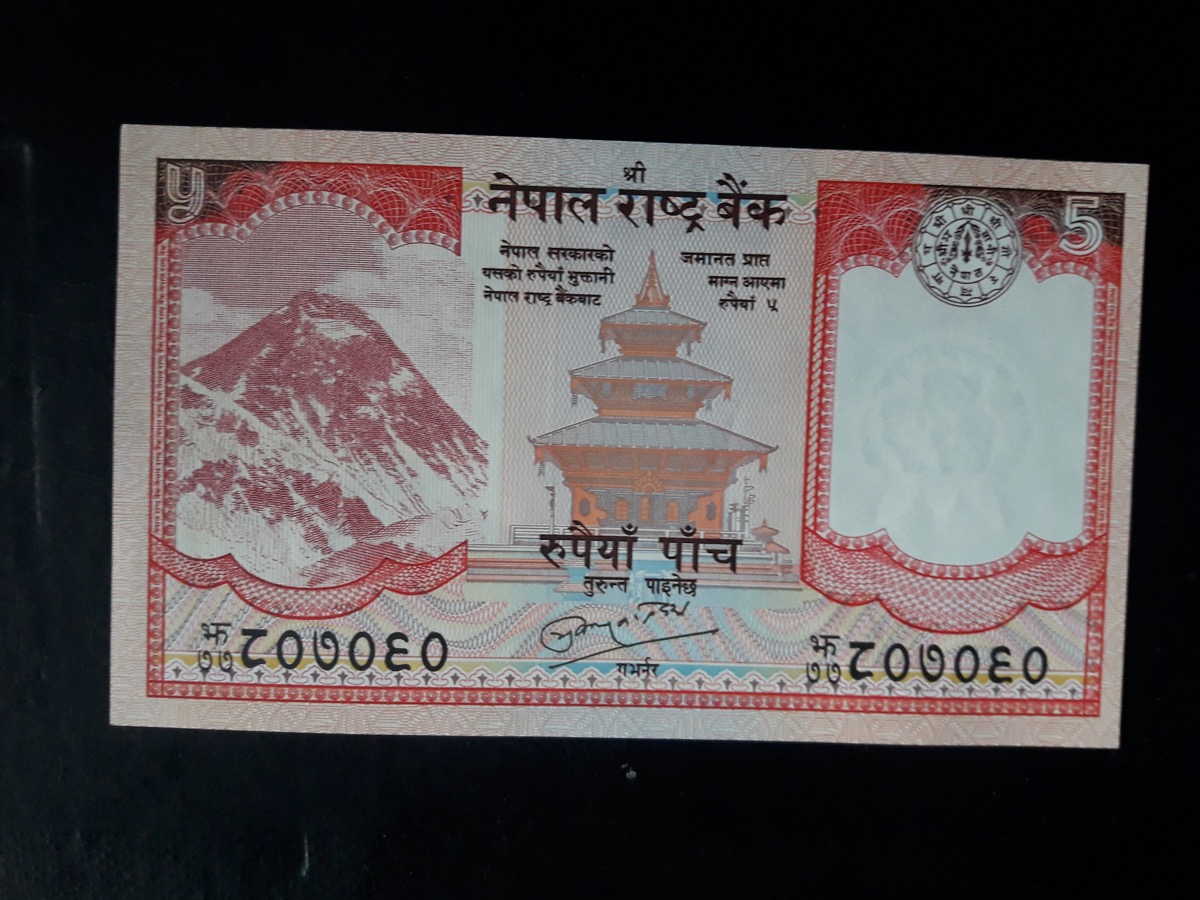 ५
श्री
नेपाल राष्ट्र बैंक
5
नेपाल सरकारको जमानत प्राप्त
यसको रुपैयाँ भुक्तानी माग्न आएमा
नेपाल राष्ट्र बैंकबाट रुपैयाँ ५
रुपैयाँ पाँच
तुरुन्त पाइनेछ
गभर्नर
झ
७७ ८०७०६०
झ
७७ ८०७०६०